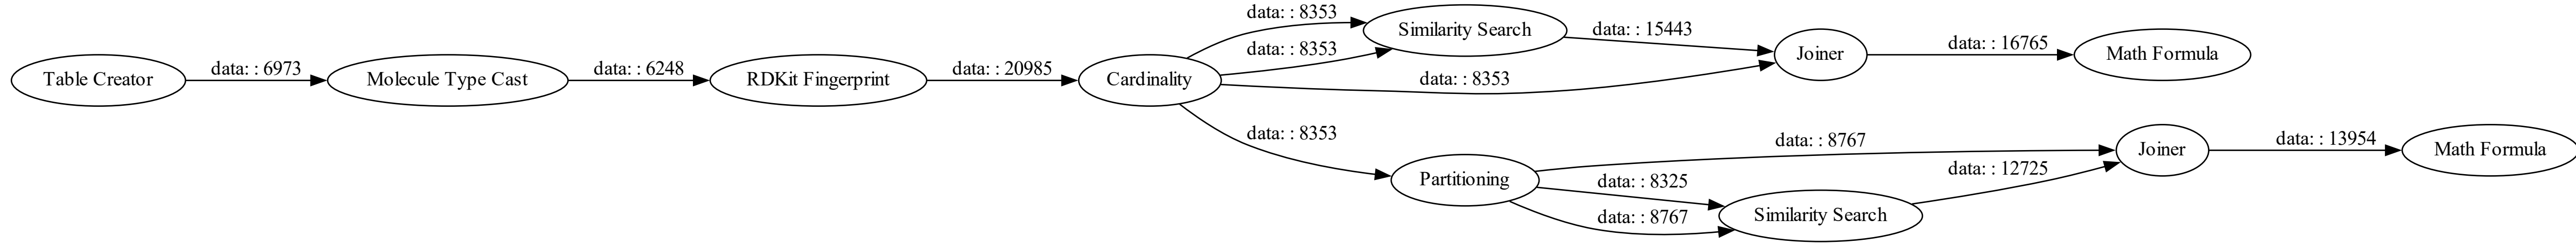 Table Creator
data: : 6973
Molecule Type Cast
data: : 6248
RDKit Fingerprint
data: : 20985
Cardinality
data: : 8353
data: : 8353
data: : 8353
data: : 8353
Similarity Search
data: : 15443
Joiner
data: : 16765
Math Formula
Partitioning
data: : 8767
data: : 8325
data: : 8767
Similarity Search
data: : 12725
Joiner
data: : 13954
Math Formula